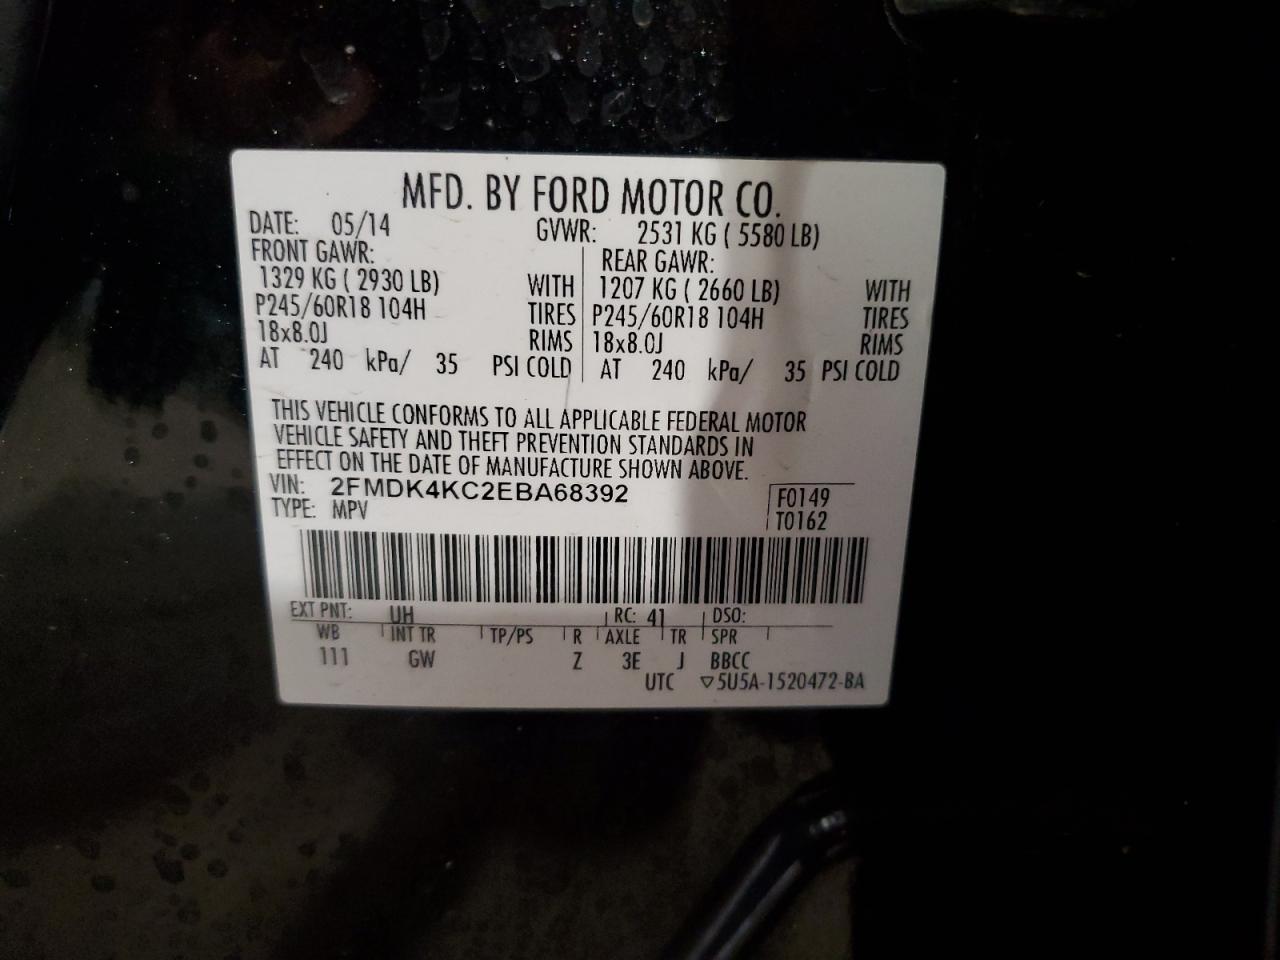 MFD. BY FORD MOTOR CO.
DATE: 05/14 GVWR: 2531 KG ( 5580 LB)
FRONT GAWR: REAR GAWR:
1329 KG ( 2930 LB) WITH 1207 KG ( 2660 LB) WITH
P245/60R18 104H TIRES P245/60R18 104H TIRES
18x8.0J RIMS 18x8.0J RIMS
AT 240 kPa/ 35 PSI COLD AT 240 kPa/ 35 PSI COLD
THIS VEHICLE CONFORMS TO ALL APPLICABLE FEDERAL MOTOR
VEHICLE SAFETY AND THEFT PREVENTION STANDARDS IN
EFFECT ON THE DATE OF MANUFACTURE SHOWN ABOVE.
VIN: 2FMDK4KC2EBA68392 F0149
TYPE: MPV T0162
EXT PNT: UH RC: 41 DSO:
WB INT TR TP/PS R AXLE TR SPR
111 GW Z 3E J BBCC
UTC ▽5U5A-1520472-BA